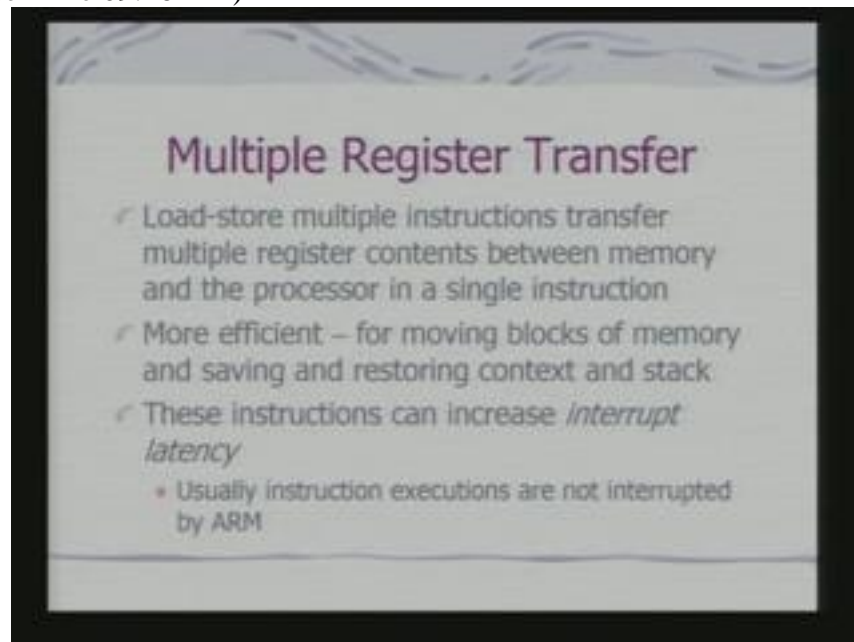 Multiple Register Transfer
Load-store multiple instructions transfer
multiple register contents between memory
and the processor in a single instruction
More efficient – for moving blocks of memory
and saving and restoring context and stack
These instructions can increase interrupt
latency
Usually instruction executions are not interrupted
by ARM